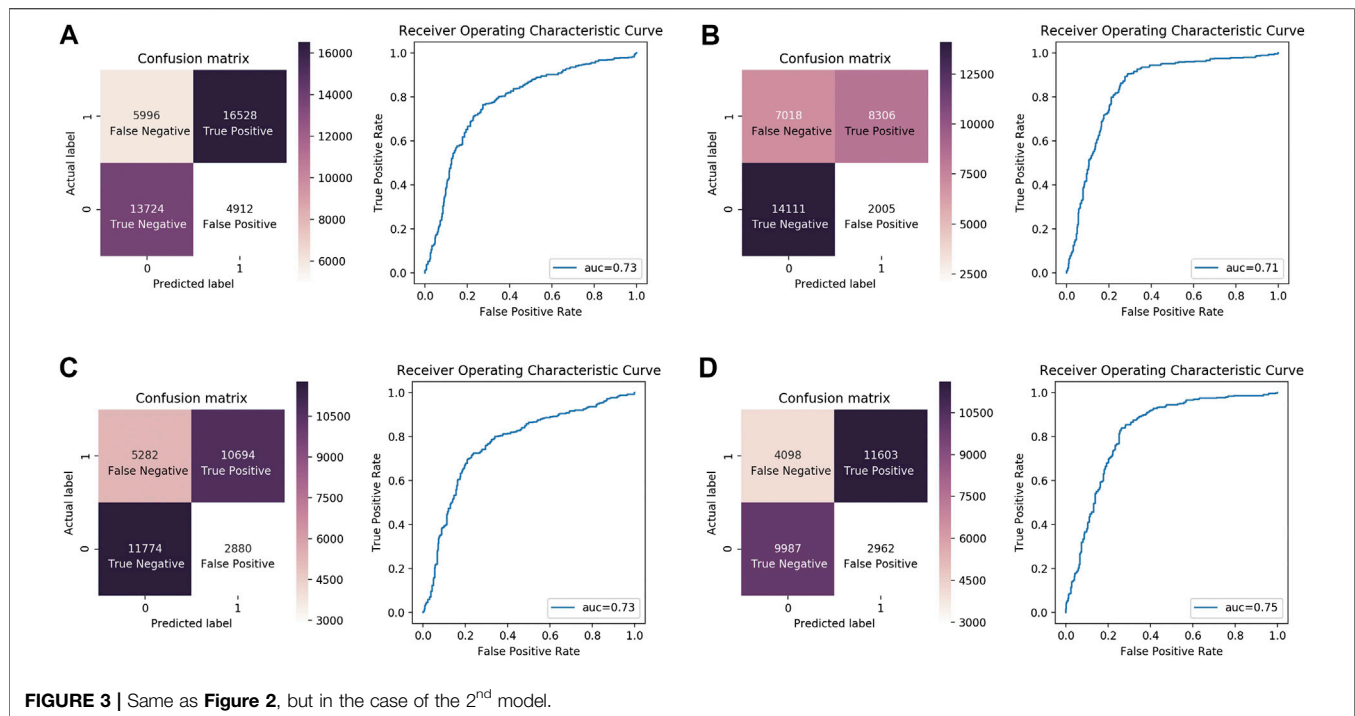 A
Confusion matrix
Actual label
1
0
5996
False Negative
16528
True Positive
13724
True Negative
4912
False Positive
0
1
Predicted label
16000
14000
12000
10000
8000
6000
Receiver Operating Characteristic Curve
True Positive Rate
1.0
0.8
0.6
0.4
0.2
0.0
auc=0.73
0.0 0.2 0.4 0.6 0.8 1.0
False Positive Rate
B
Confusion matrix
Actual label
1
0
7018
False Negative
8306
True Positive
14111
True Negative
2005
False Positive
0
1
Predicted label
12500
10000
7500
5000
2500
Receiver Operating Characteristic Curve
True Positive Rate
1.0
0.8
0.6
0.4
0.2
0.0
auc=0.71
0.0 0.2 0.4 0.6 0.8 1.0
False Positive Rate
C
Confusion matrix
Actual label
1
0
5282
False Negative
10694
True Positive
11774
True Negative
2880
False Positive
0
1
Predicted label
10500
9000
7500
6000
4500
3000
Receiver Operating Characteristic Curve
True Positive Rate
1.0
0.8
0.6
0.4
0.2
0.0
auc=0.73
0.0 0.2 0.4 0.6 0.8 1.0
False Positive Rate
D
Confusion matrix
Actual label
1
0
4098
False Negative
11603
True Positive
9987
True Negative
2962
False Positive
0
1
Predicted label
10500
9000
7500
6000
4500
3000
Receiver Operating Characteristic Curve
True Positive Rate
1.0
0.8
0.6
0.4
0.2
0.0
auc=0.75
0.0 0.2 0.4 0.6 0.8 1.0
False Positive Rate
FIGURE 3 | Same as Figure 2, but in the case of the 2nd model.